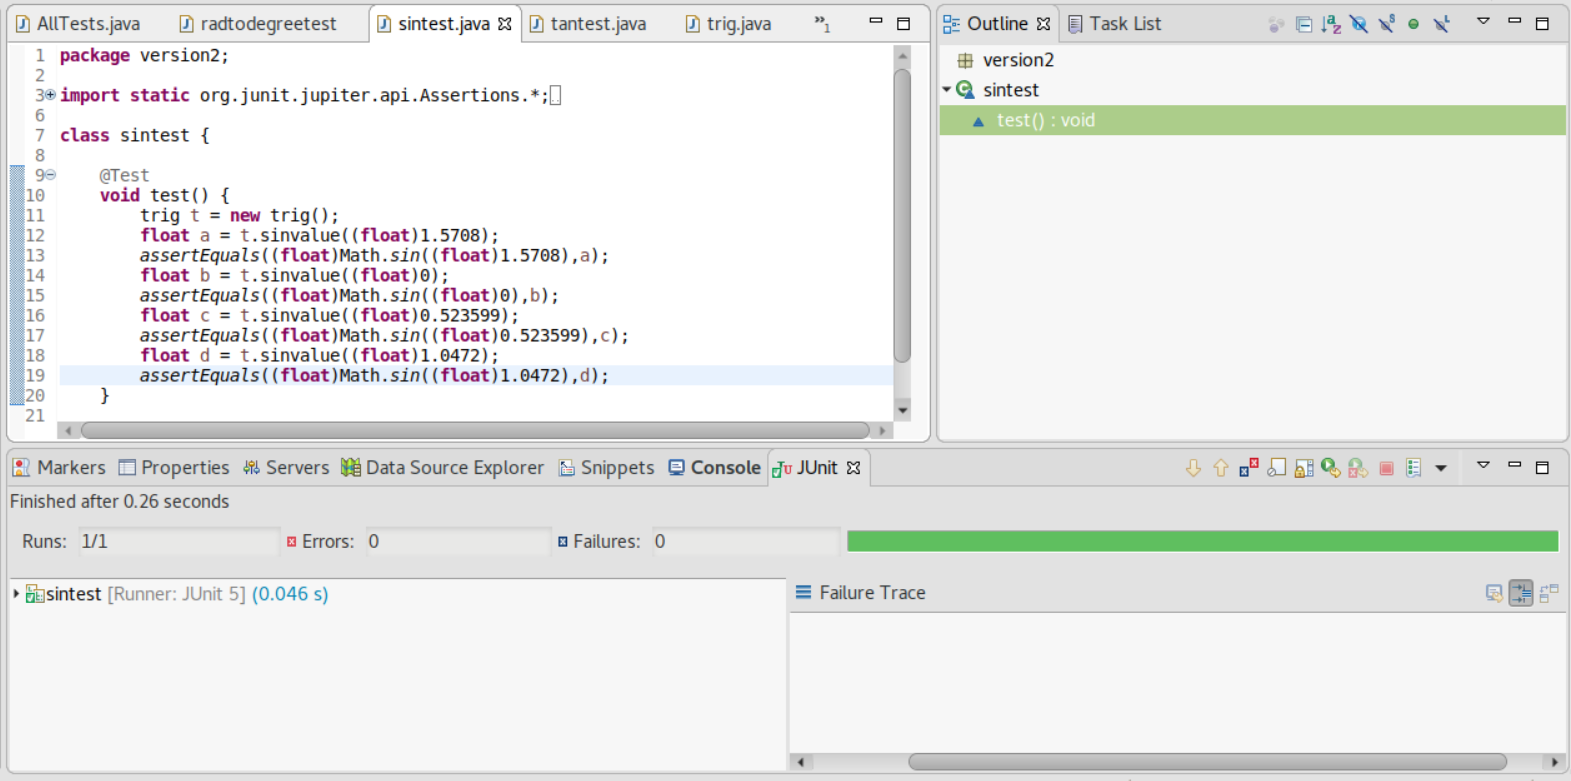 AllTests.java radtodegreetest sintest.java tantest.java trig.java »1
1 package version2;
2
3 import static org.junit.jupiter.api.Assertions.*;
6
7 class sintest {
8
9 @Test
10 void test() {
11 trig t = new trig();
12 float a = t.sinvalue((float)1.5708);
13 assertEquals((float)Math.sin((float)1.5708),a);
14 float b = t.sinvalue((float)0);
15 assertEquals((float)Math.sin((float)0),b);
16 float c = t.sinvalue((float)0.523599);
17 assertEquals((float)Math.sin((float)0.523599),c);
18 float d = t.sinvalue((float)1.0472);
19 assertEquals((float)Math.sin((float)1.0472),d);
20 }
21
Outline Task List
version2
sintest
test() : void
Markers Properties Servers Data Source Explorer Snippets Console JUnit
Finished after 0.26 seconds
Runs: 1/1 Errors: 0 Failures: 0
sintest [Runner: JUnit 5] (0.046 s)
Failure Trace